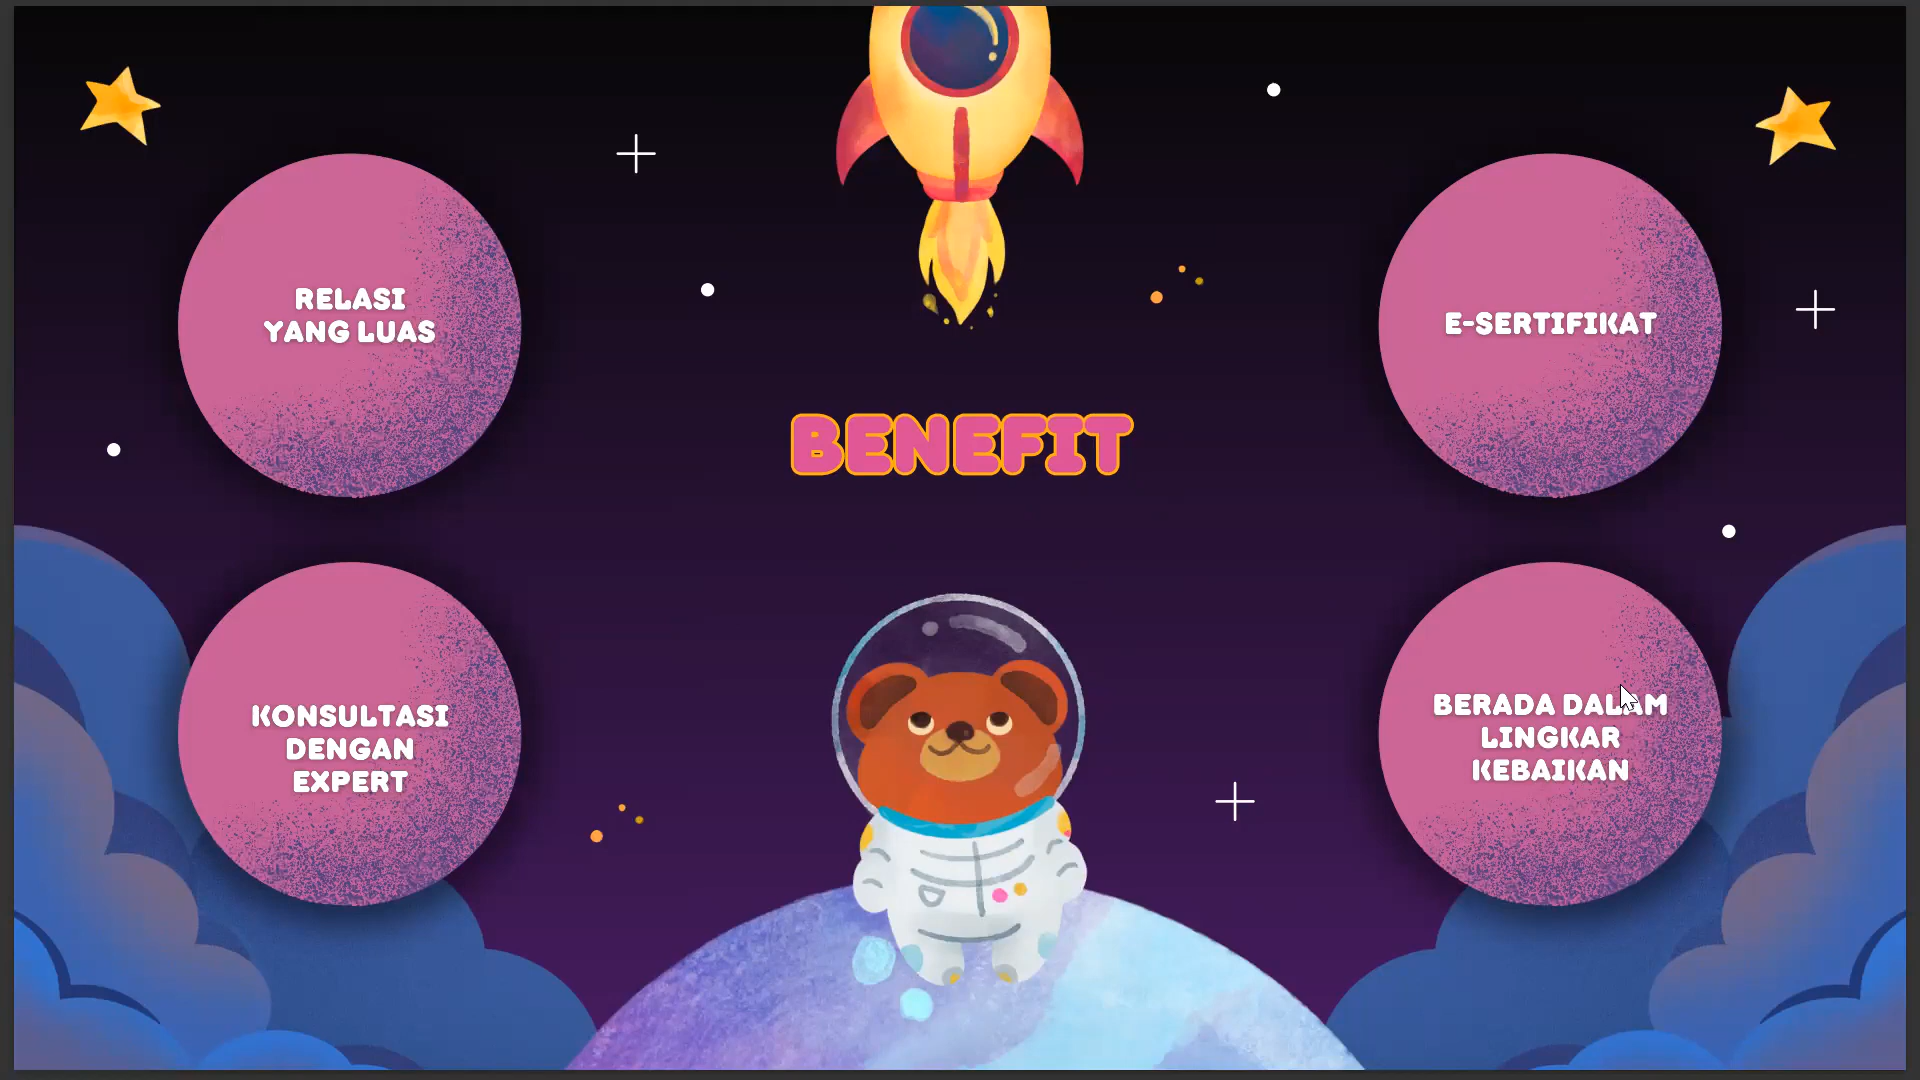 RELASI
YANG LUAS
E-SERTIFIKAT
BENEFIT
KONSULTASI
DENGAN
EXPERT
BERADA DALAM
LINGKAR
KEBAIKAN